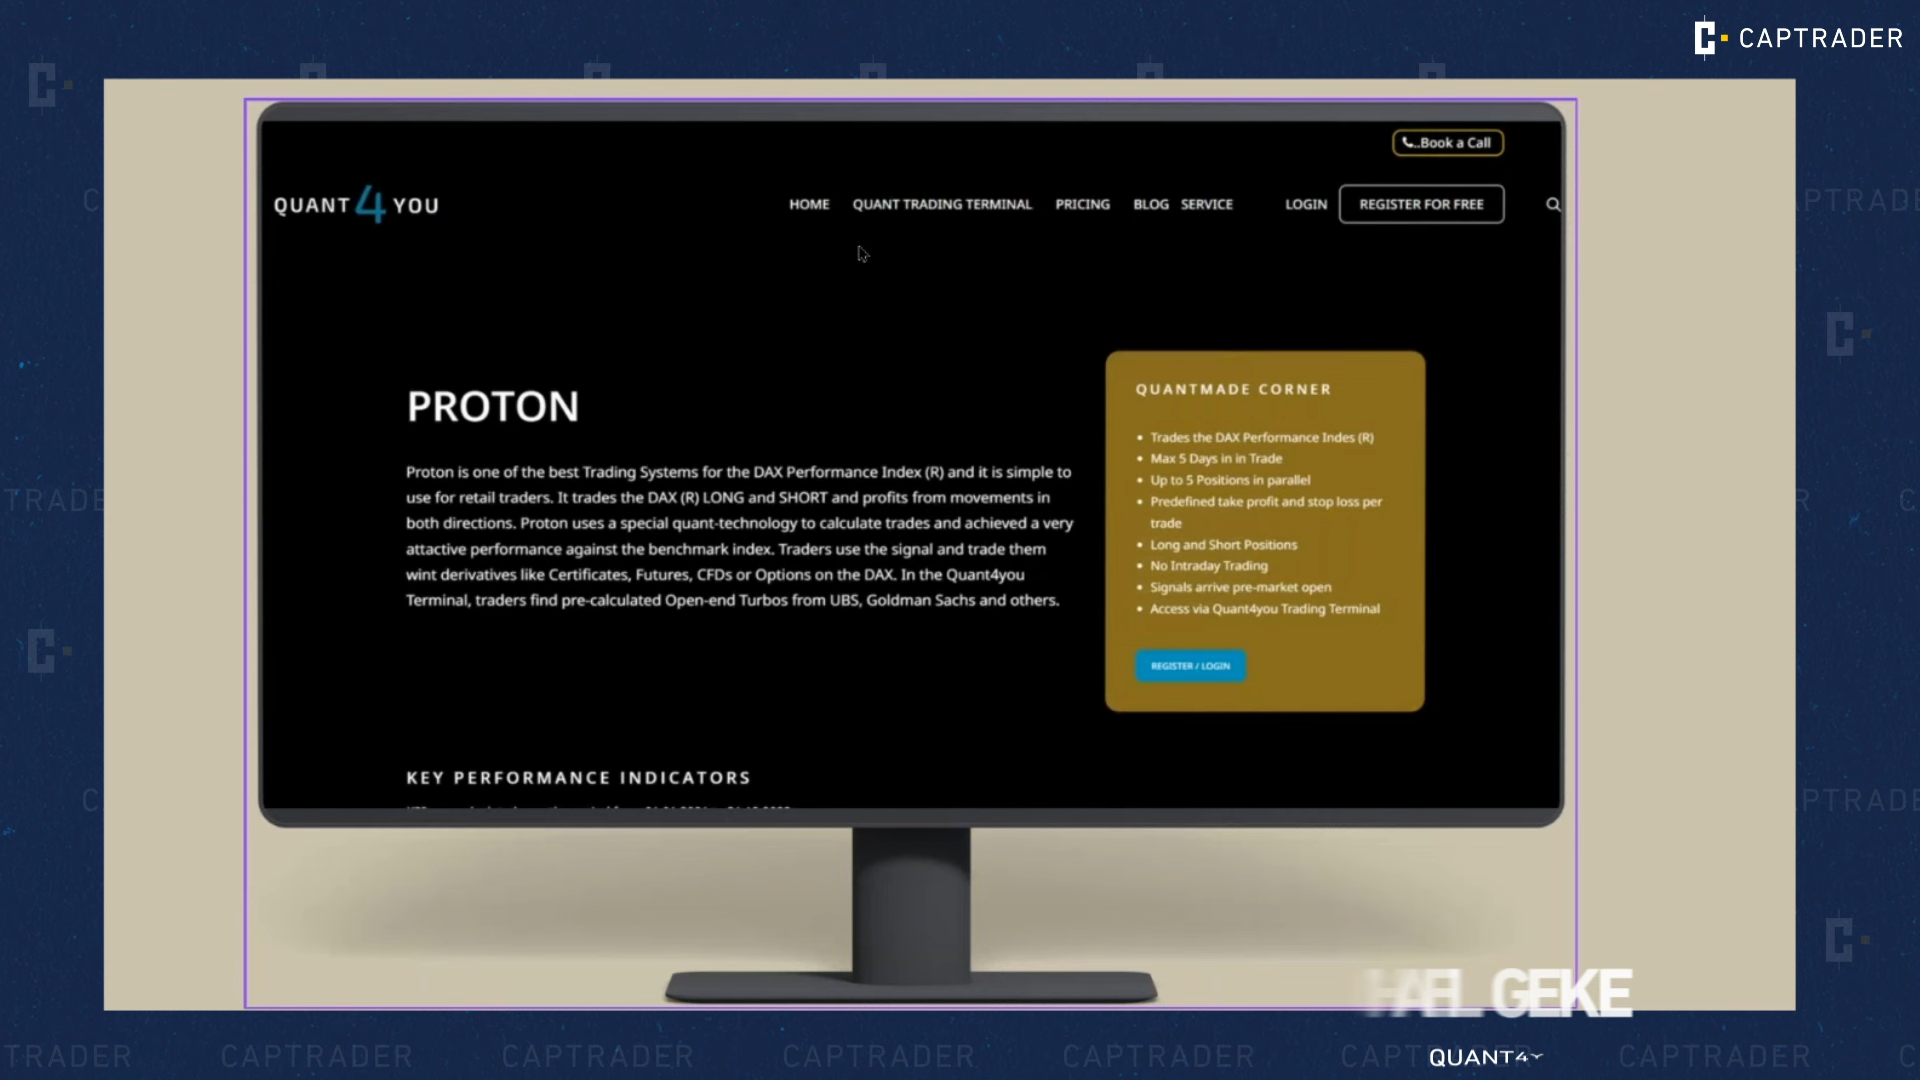 CAPTRADER
..Book a Call
QUANT 4 YOU
HOME
QUANT TRADING TERMINAL
PRICING
BLOG
SERVICE
LOGIN
REGISTER FOR FREE
PROTON
Proton is one of the best Trading Systems for the DAX Performance Index (R) and it is simple to
use for retail traders. It trades the DAX (R) LONG and SHORT and profits from movements in
both directions. Proton uses a special quant-technology to calculate trades and achieved a very
attactive performance against the benchmark index. Traders use the signal and trade them
wint derivatives like Certificates, Futures, CFDs or Options on the DAX. In the Quant4you
Terminal, traders find pre-calculated Open-end Turbos from UBS, Goldman Sachs and others.
QUANTMADE CORNER
• Trades the DAX Performance Indes (R)
• Max 5 Days in in Trade
• Up to 5 Positions in parallel
• Predefined take profit and stop loss per
trade
• Long and Short Positions
• No Intraday Trading
• Signals arrive pre-market open
• Access via Quant4you Trading Terminal
REGISTER / LOGIN
KEY PERFORMANCE INDICATORS
GEKE
QUANT4Y
TRADER CAPTRADER CAPTRADER CAPTRADER CAPTRADER CAPT CAPTRADER